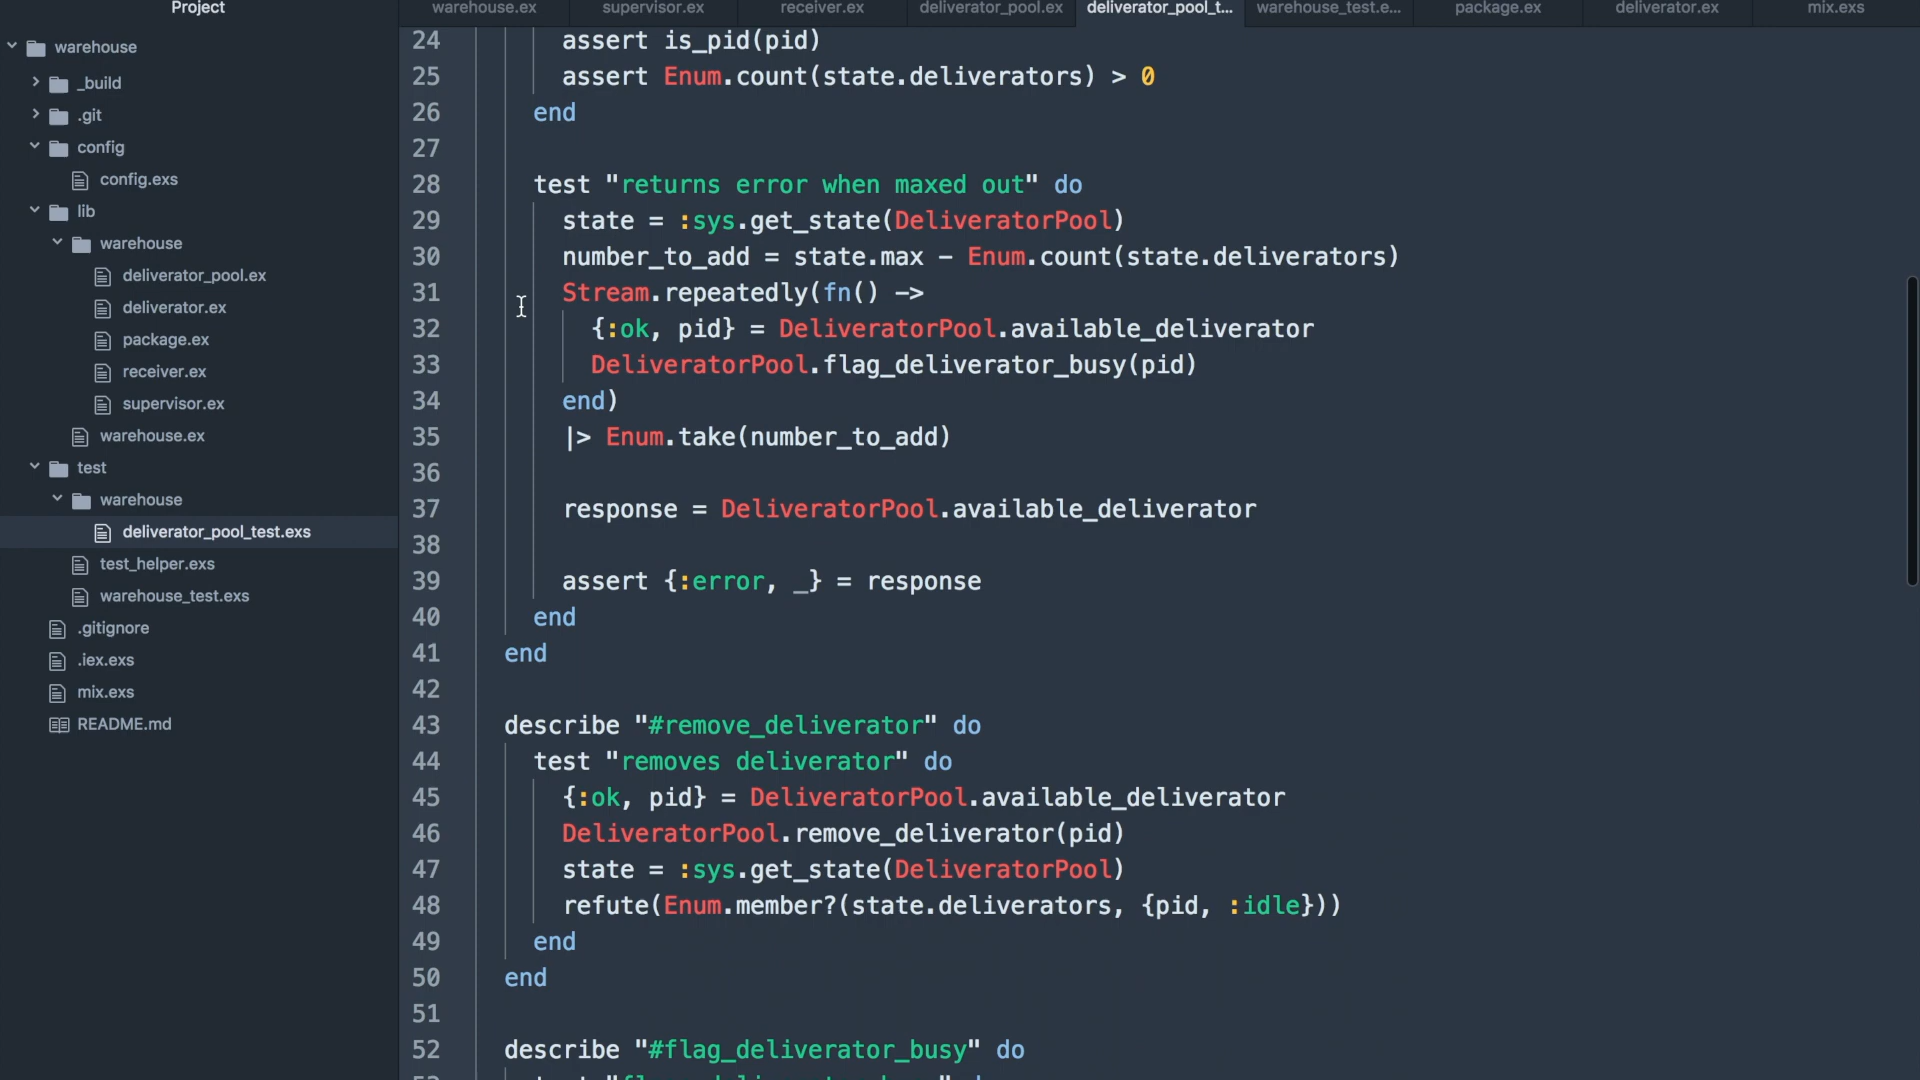 Project
warehouse
_build
.git
config
config.exs
lib
warehouse
deliverator_pool.ex
deliverator.ex
package.ex
receiver.ex
supervisor.ex
warehouse.ex
test
warehouse
deliverator_pool_test.exs
test_helper.exs
warehouse_test.exs
.gitignore
.iex.exs
mix.exs
README.md
warehouse.ex supervisor.ex receiver.ex deliverator_pool.ex deliverator_pool_t... warehouse_test.e... package.ex deliverator.ex mix.exs
24 assert is_pid(pid)
25 assert Enum.count(state.deliverators) > 0
26 end
27
28 test "returns error when maxed out" do
29 state = :sys.get_state(DeliveratorPool)
30 number_to_add = state.max - Enum.count(state.deliverators)
31 Stream.repeatedly(fn() ->
32 {:ok, pid} = DeliveratorPool.available_deliverator
33 DeliveratorPool.flag_deliverator_busy(pid)
34 end)
35 |> Enum.take(number_to_add)
36
37 response = DeliveratorPool.available_deliverator
38
39 assert {:error, _} = response
40 end
41 end
42
43 describe "#remove_deliverator" do
44 test "removes deliverator" do
45 {:ok, pid} = DeliveratorPool.available_deliverator
46 DeliveratorPool.remove_deliverator(pid)
47 state = :sys.get_state(DeliveratorPool)
48 refute(Enum.member?(state.deliverators, {pid, :idle}))
49 end
50 end
51
52 describe "#flag_deliverator_busy" do